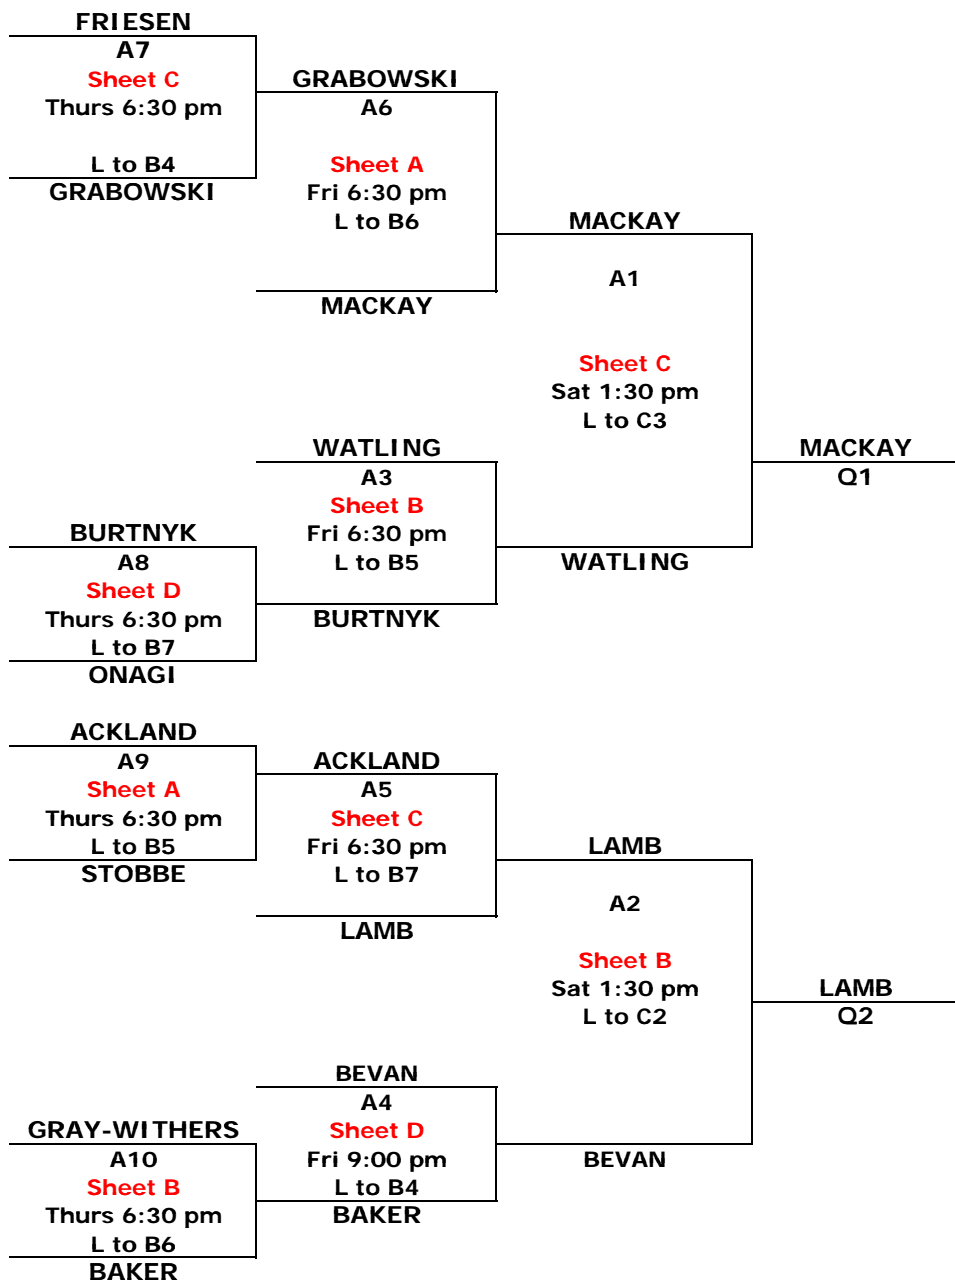 FRIESEN
A7
Sheet C
Thurs 6:30 pm
L to B4
GRABOWSKI
GRABOWSKI
A6
Sheet A
Fri 6:30 pm
L to B6
MACKAY
MACKAY
A1
Sheet C
Sat 1:30 pm
L to C3
WATLING
MACKAY
Q1
WATLING
A3
Sheet B
Fri 6:30 pm
L to B5
BURTNYK
BURTNYK
A8
Sheet D
Thurs 6:30 pm
L to B7
ONAGI
ACKLAND
A9
Sheet A
Thurs 6:30 pm
L to B5
STOBBE
ACKLAND
A5
Sheet C
Fri 6:30 pm
L to B7
LAMB
LAMB
A2
Sheet B
Sat 1:30 pm
L to C2
BEVAN
LAMB
Q2
BEVAN
A4
Sheet D
Fri 9:00 pm
L to B4
BAKER
GRAY-WITHERS
A10
Sheet B
Thurs 6:30 pm
L to B6
BAKER